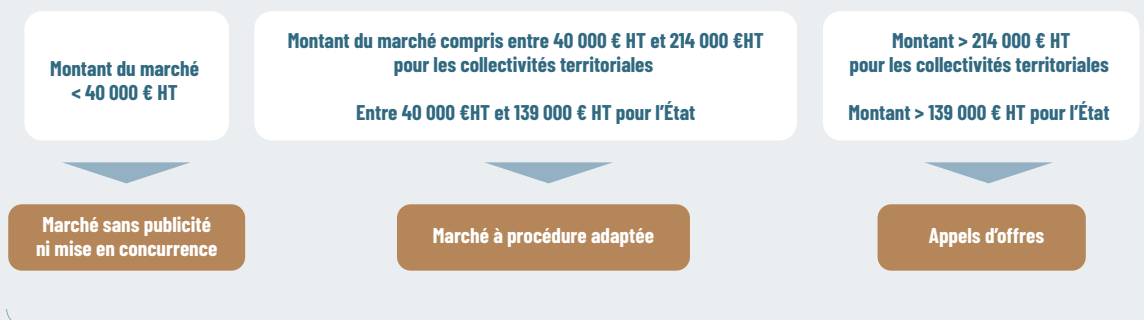 Montant du marché
< 40 000 € HT
Montant du marché compris entre 40 000 € HT et 214 000 €HT
pour les collectivités territoriales
Entre 40 000 €HT et 139 000 € HT pour l’État
Montant > 214 000 € HT
pour les collectivités territoriales
Montant > 139 000 € HT pour l’État
Marché sans publicité
ni mise en concurrence
Marché à procédure adaptée
Appels d’offres